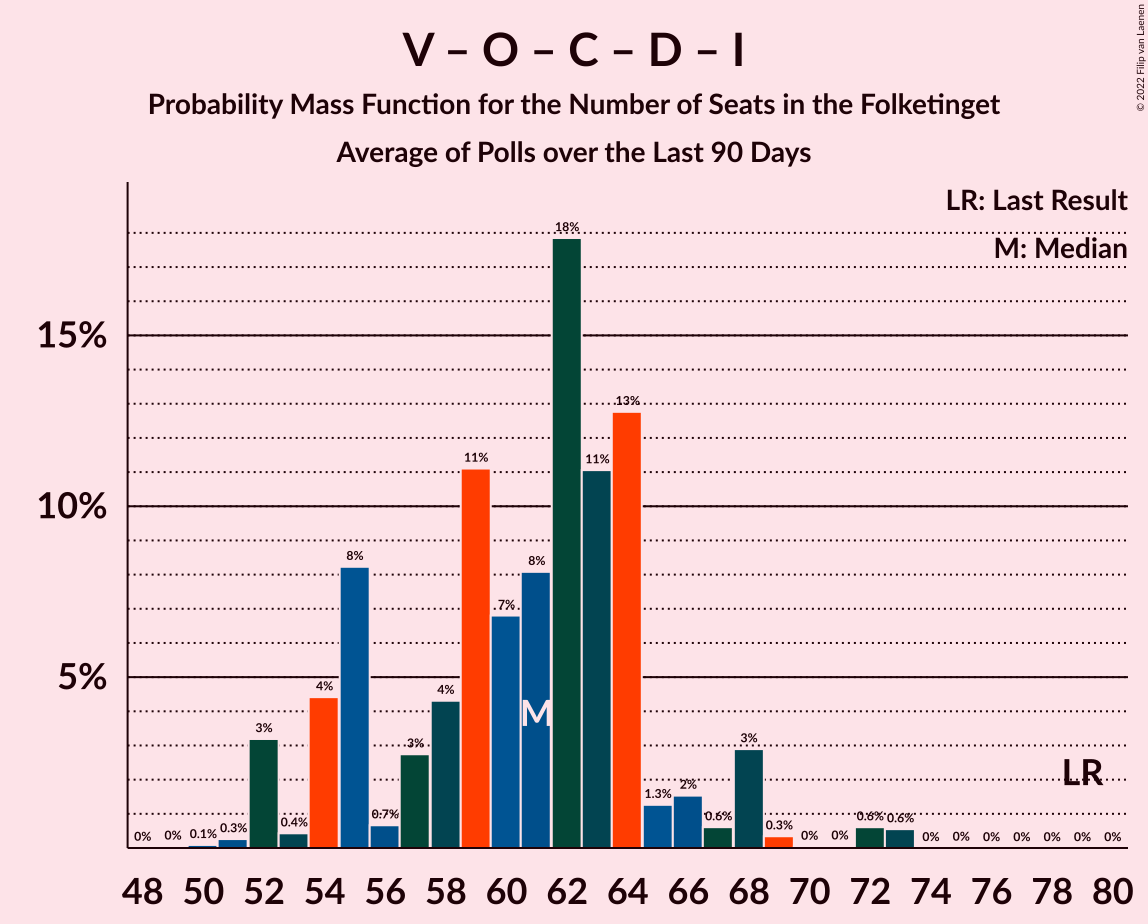 V – O – C – D – I
Probability Mass Function for the Number of Seats in the Folketinget
Average of Polls over the Last 90 Days
© 2022 Filip van Laenen
LR: Last Result
M: Median
15%
10%
5%
0% 0% 0.1% 0.3% 3% 0.4% 4% 8% 0.7% 3% 4% 11% 7% 8% 18% 11% 13% 1.3% 2% 0.6% 3% 0.3% 0% 0% 0.6% 0.6% 0% 0% 0% 0% 0% 0% 0%
M
LR
48 50 52 54 56 58 60 62 64 66 68 70 72 74 76 78 80